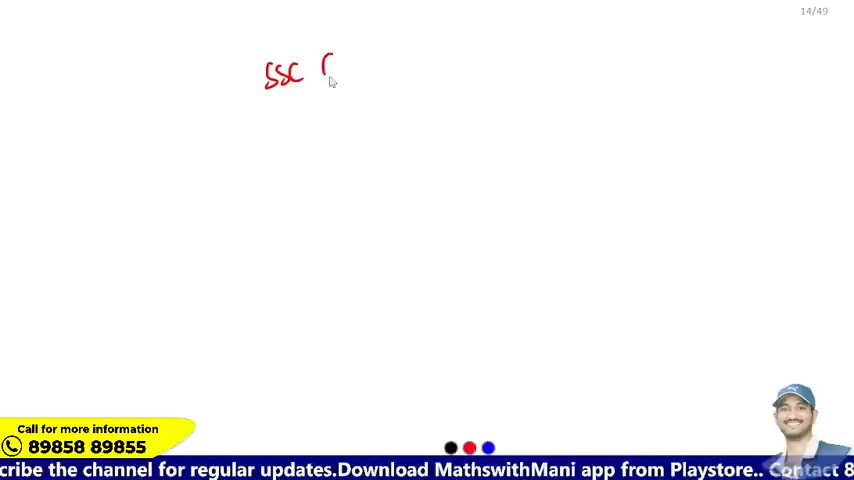 14/49
SSC
Call for more information
89858 89855
cribe the channel for regular updates.Download MathswithMani app from Playstore.. Contact 8